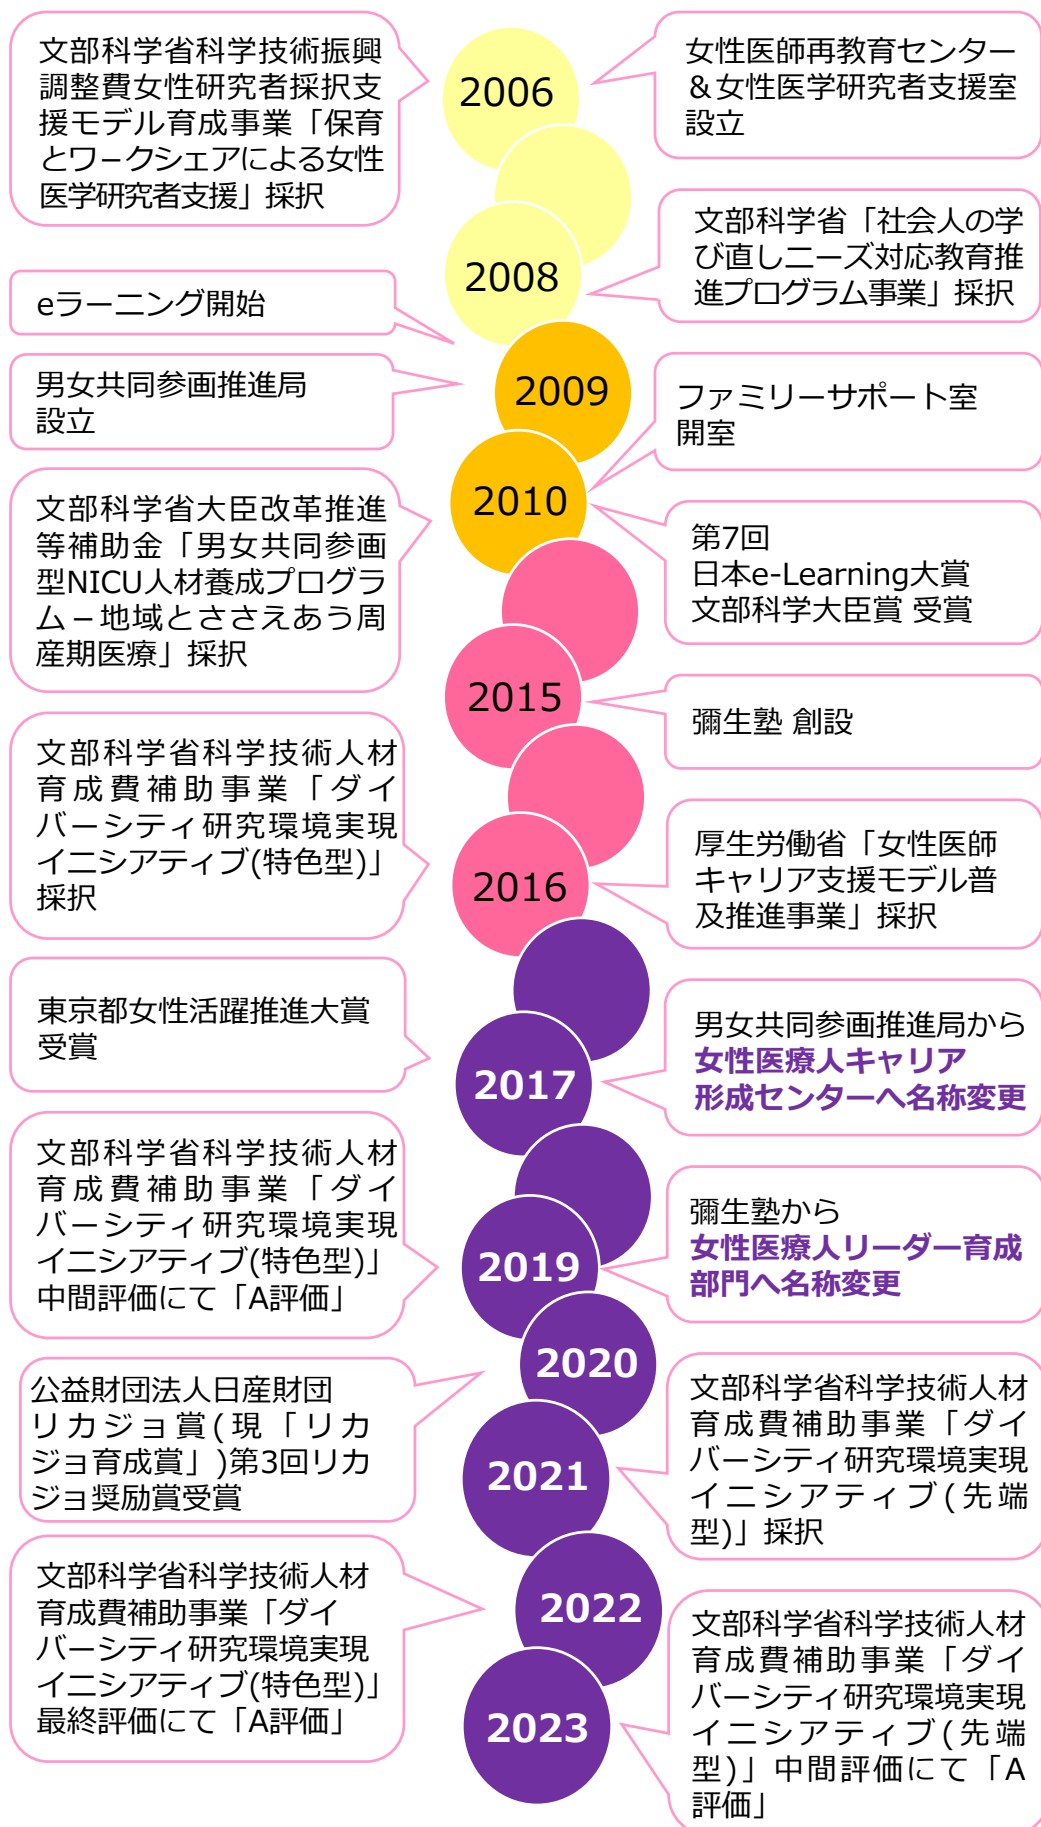 文部科学省科学技術振興
調整費女性研究者採択支
援モデル育成事業「保育
とワークシェアによる女性
医学研究者支援」採択
2006
女性医師再教育センター
＆女性医学研究者支援室
設立
2008
文部科学省「社会人の学
び直しニーズ対応教育推
進プログラム事業」採択
eラーニング開始
男女共同参画推進局
設立
2009
ファミリーサポート室
開室
2010
文部科学省大臣改革推進
等補助金「男女共同参画
型NICU人材養成プログラ
ム－地域とささえあう周
産期医療」採択
第7回
日本e-Learning大賞
文部科学大臣賞 受賞
2015
彌生塾 創設
文部科学省科学技術人材
育成費補助事業「ダイ
バーシティ研究環境実現
イニシアティブ(特色型)」
採択
2016
厚生労働省「女性医師
キャリア支援モデル普
及推進事業」採択
東京都女性活躍推進大賞
受賞
2017
男女共同参画推進局から
女性医療人キャリア
形成センターへ名称変更
文部科学省科学技術人材
育成費補助事業「ダイ
バーシティ研究環境実現
イニシアティブ(特色型)」
中間評価にて「A評価」
2019
彌生塾から
女性医療人リーダー育成
部門へ名称変更
2020
公益財団法人日産財団
リカジョ賞(現「リカ
ジョ育成賞」)第3回リカ
ジョ奨励賞受賞
2021
文部科学省科学技術人材
育成費補助事業「ダイ
バーシティ研究環境実現
イニシアティブ(先端
型)」採択
文部科学省科学技術人材
育成費補助事業「ダイ
バーシティ研究環境実現
イニシアティブ(特色型)」
最終評価にて「A評価」
2022
2023
文部科学省科学技術人材
育成費補助事業「ダイ
バーシティ研究環境実現
イニシアティブ(先端
型)」中間評価にて「A
評価」